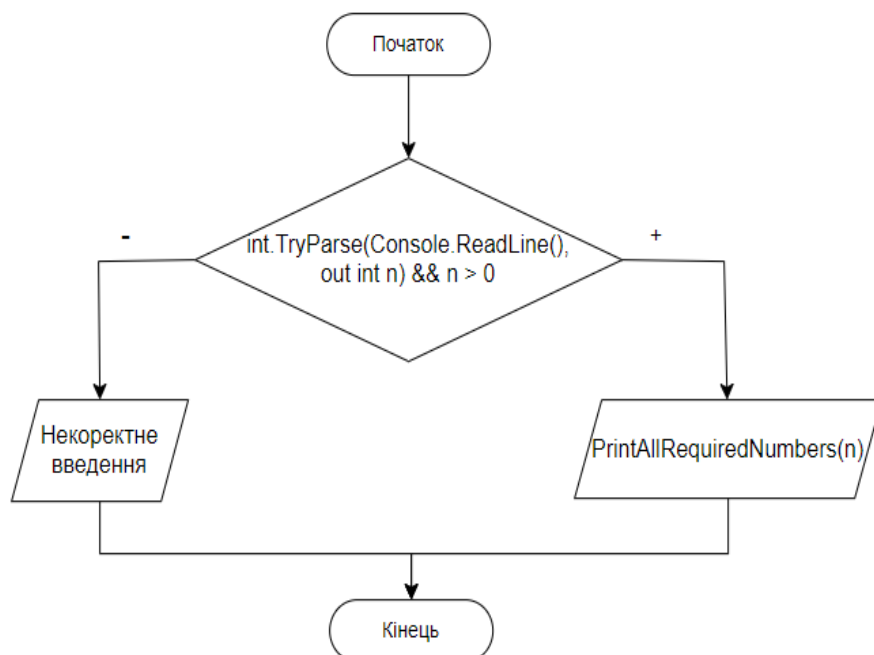 Початок
int.TryParse(Console.ReadLine(),
out int n) && n > 0
-
+
Некоректне
введення
PrintAllRequiredNumbers(n)
Кінець